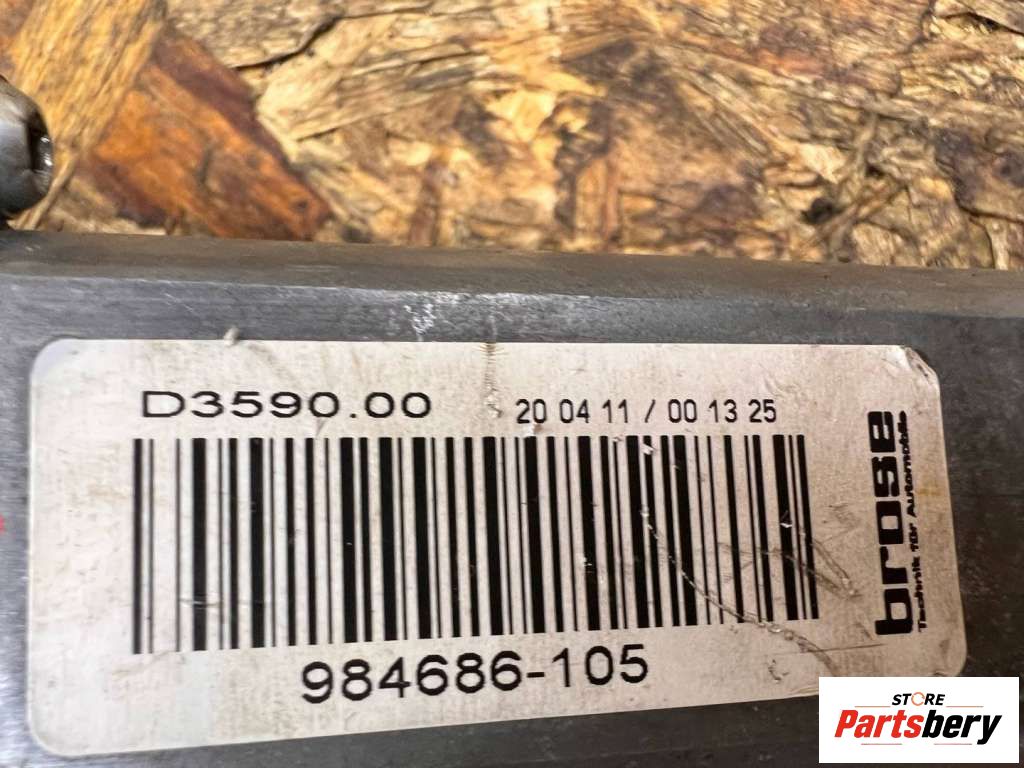 D3590.00 20 04 11 / 00 13 25
984686-105
brose
Technik für Automobile
STORE
Partsbery